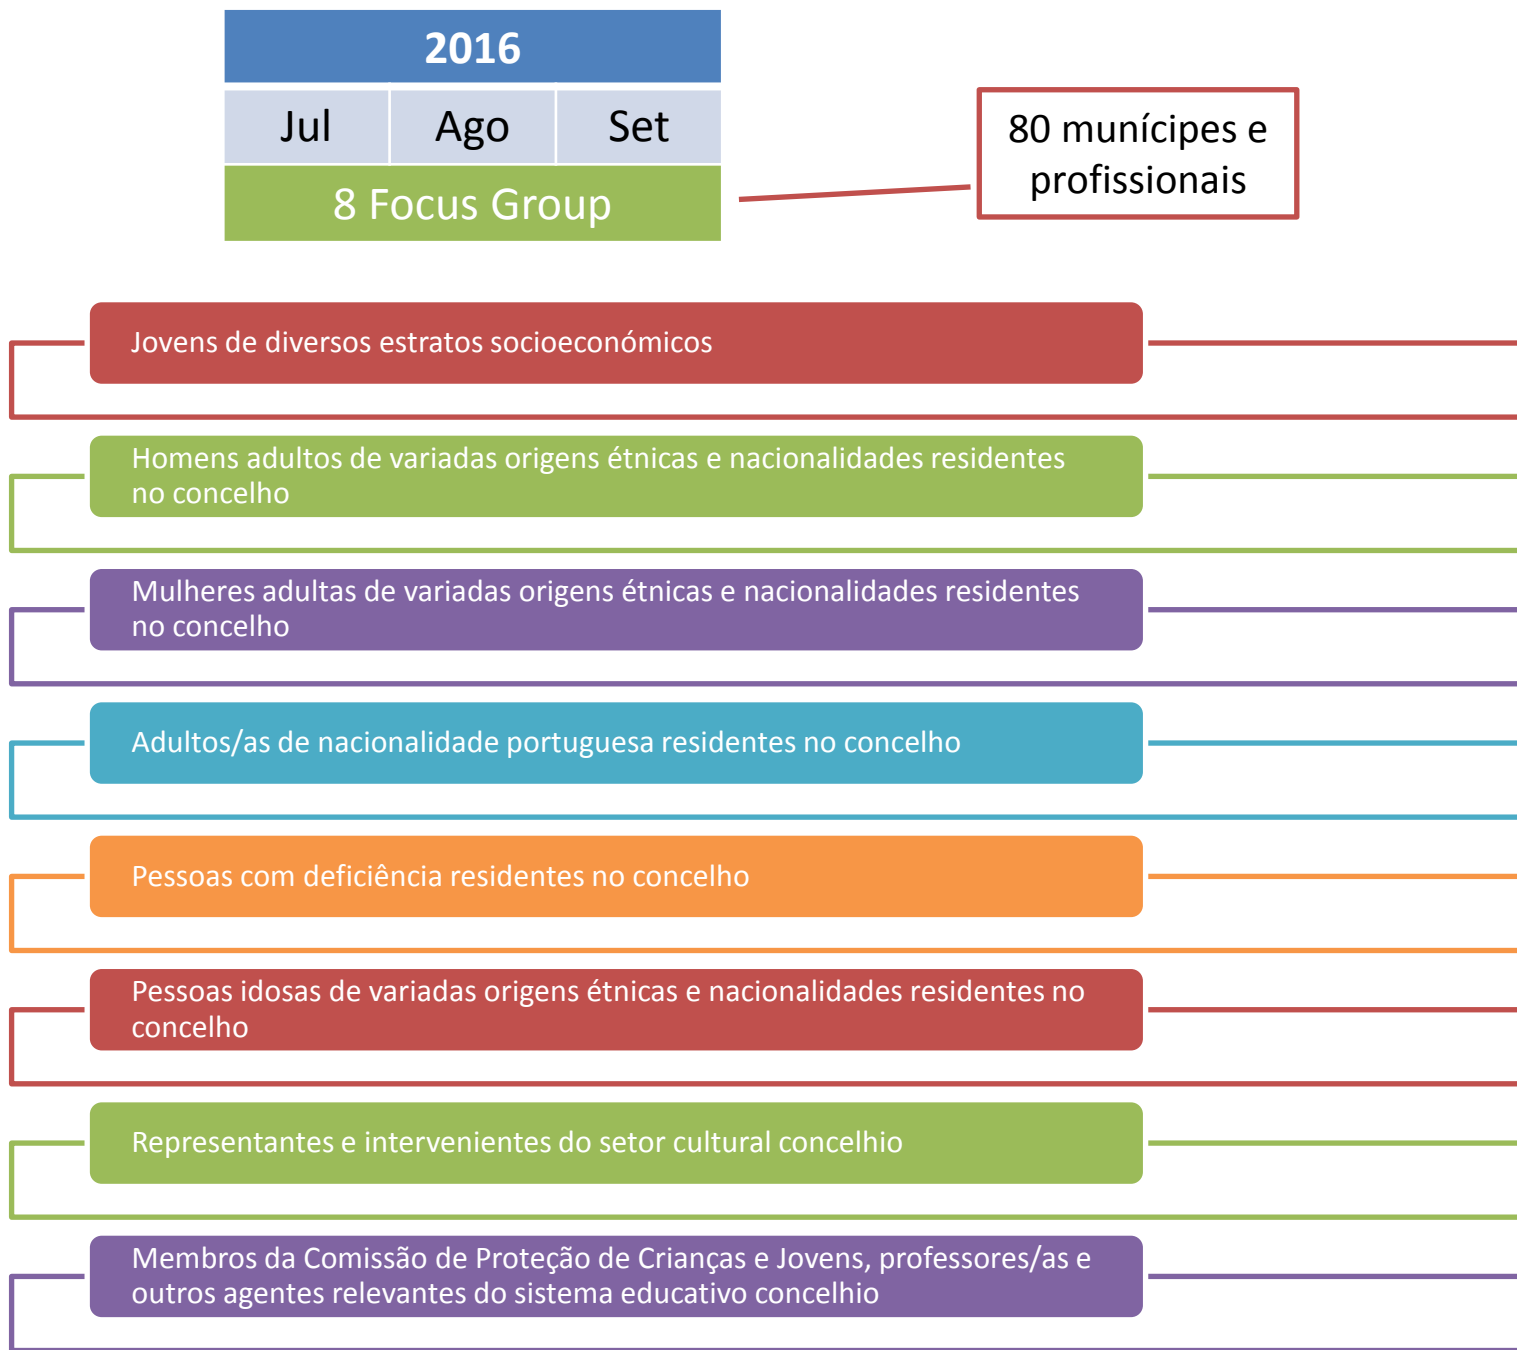 2016
Jul Ago Set
8 Focus Group
80 munícipes e
profissionais
Jovens de diversos estratos socioeconómicos
Homens adultos de variadas origens étnicas e nacionalidades residentes
no concelho
Mulheres adultas de variadas origens étnicas e nacionalidades residentes
no concelho
Adultos/as de nacionalidade portuguesa residentes no concelho
Pessoas com deficiência residentes no concelho
Pessoas idosas de variadas origens étnicas e nacionalidades residentes no
concelho
Representantes e intervenientes do setor cultural concelhio
Membros da Comissão de Proteção de Crianças e Jovens, professores/as e
outros agentes relevantes do sistema educativo concelhio